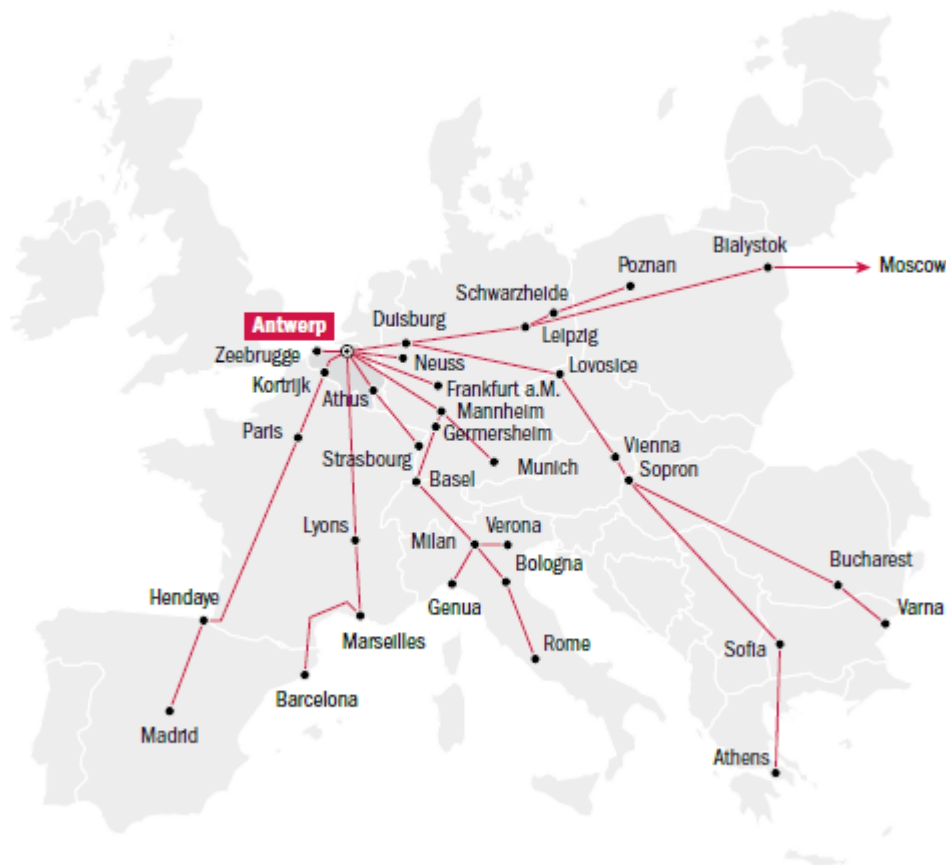 Bialystok
Moscow
Poznan
Schwarzheide
Antwerp
Duisburg
Leipzig
Zeebrugge
Neuss
Lovosice
Kortrijk
Athus
Frankfurt a.M.
Mannheim
Paris
Germersheim
Strasbourg
Munich
Vienna
Sopron
Basel
Lyons
Milan
Verona
Bologna
Bucharest
Hendaye
Genua
Varna
Marseilles
Rome
Sofia
Barcelona
Madrid
Athens